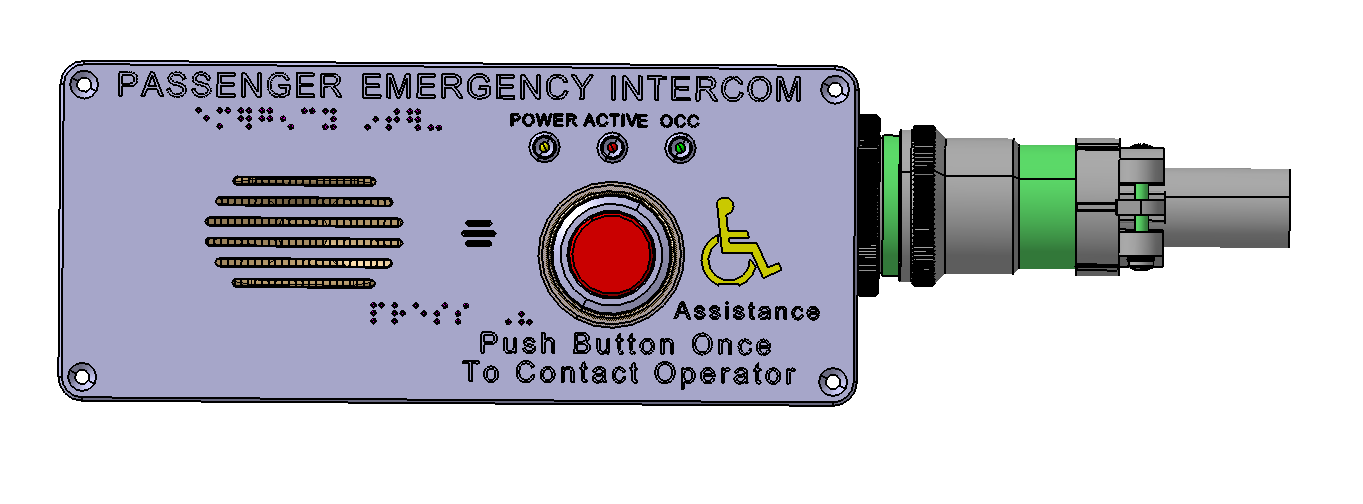 PASSENGER EMERGENCY INTERCOM
POWER ACTIVE OCC
Assistance
Push Button Once
To Contact Operator